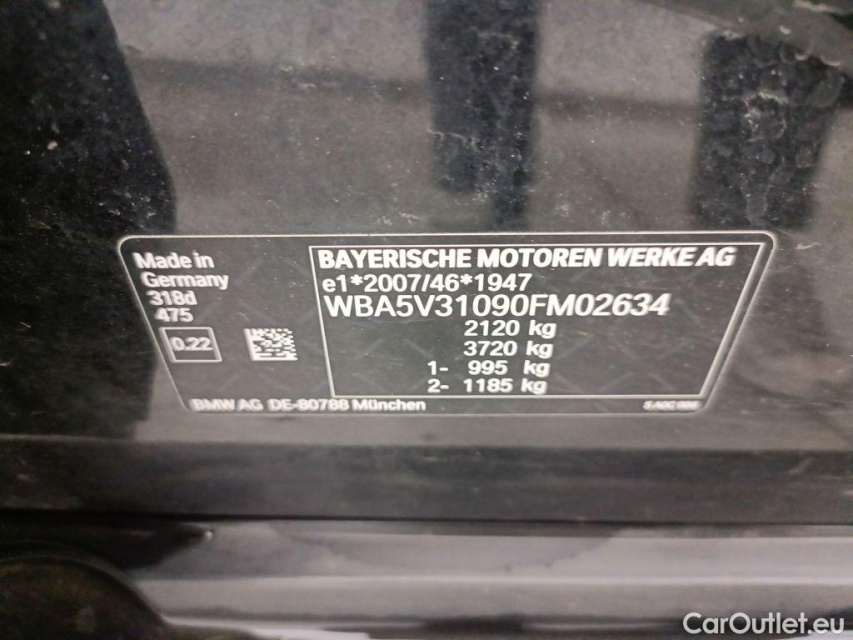 Made in
Germany
318d
475
0.22
BMW AG DE-80788 München
BAYERISCHE MOTOREN WERKE AG
e1*2007/46*1947
WBA5V31090FM02634
2120 kg
3720 kg
1- 995 kg
2- 1185 kg
CarOutlet.eu